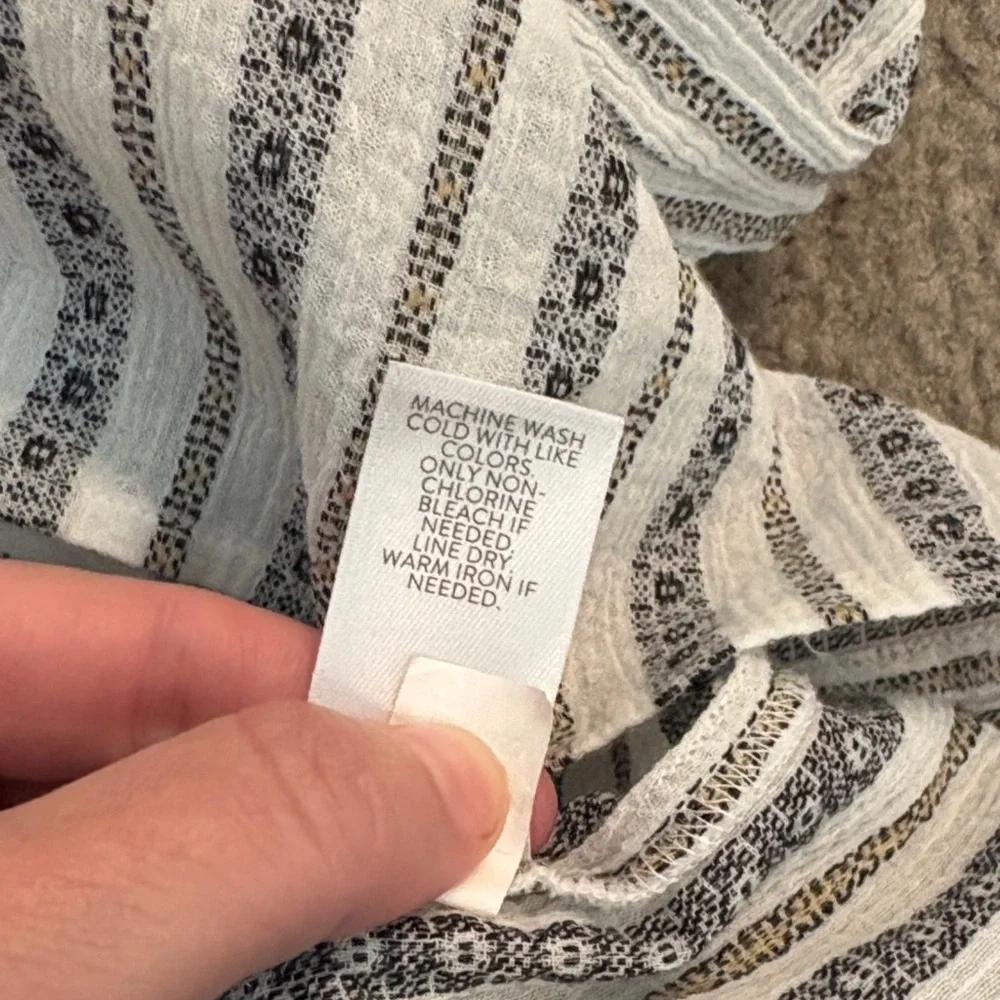 MACHINE WASH
COLD WITH LIKE
COLORS.
ONLY NON-
CHLORINE
BLEACH IF
NEEDED.
LINE DRY.
WARM IRON IF
NEEDED.